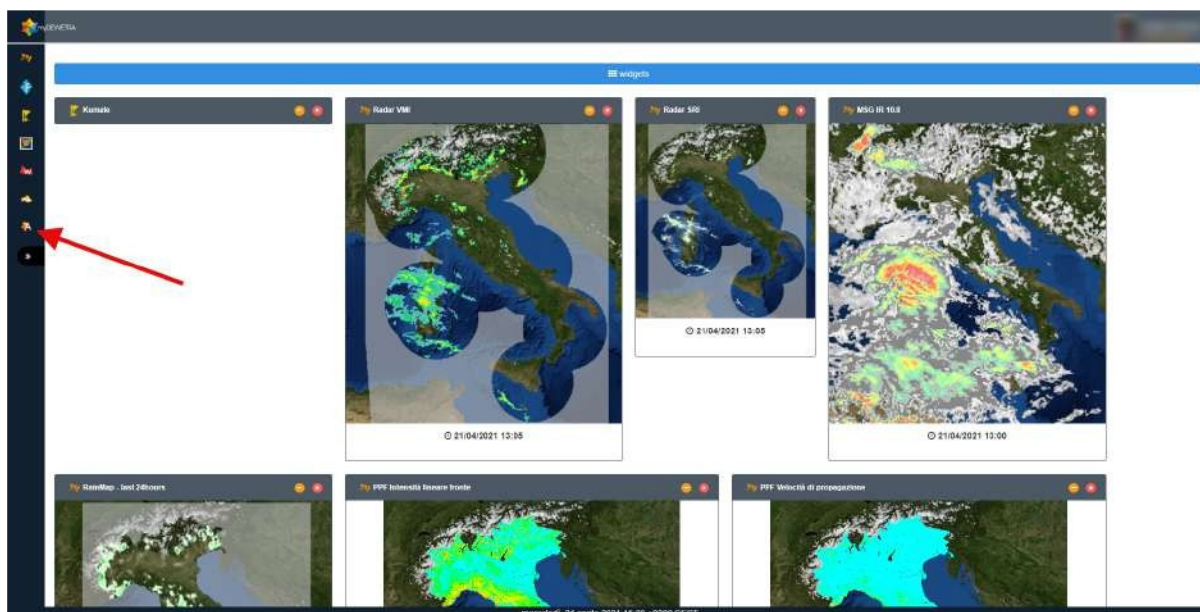 myDEWETRA
widgets
Kumale
Radar VMI
Radar SRI
MSG IR 10.8
21/04/2021 13:05
21/04/2021 13:05
21/04/2021 13:00
RainMap - last 24hours
PPF Intensità lineare fronte
PPF Velocità di propagazione